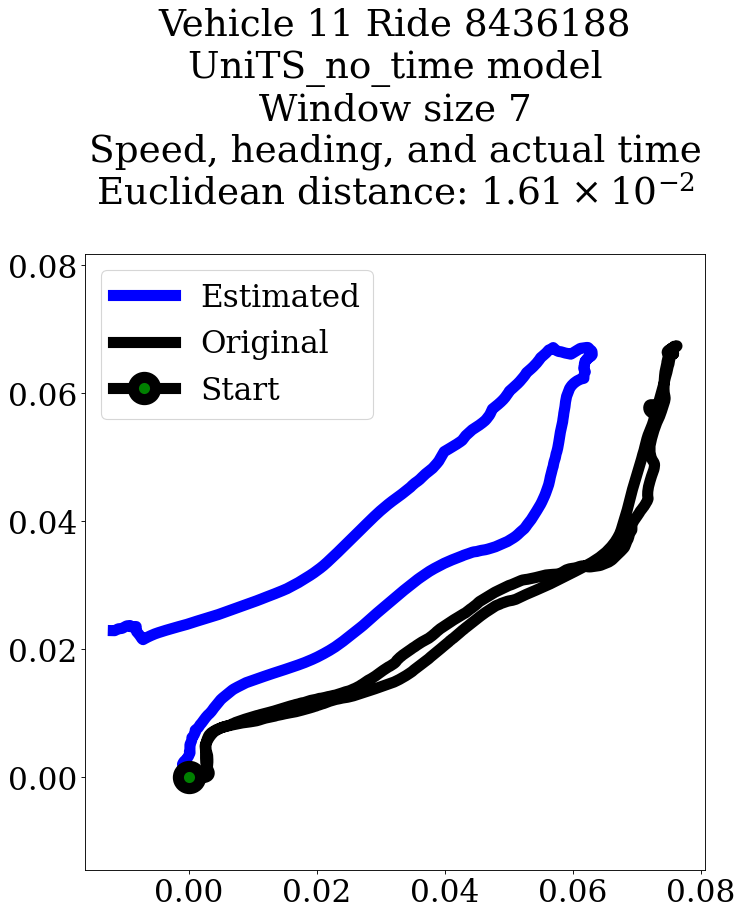 Vehicle 11 Ride 8436188
UniTS_no_time model
Window size 7
Speed, heading, and actual time
Euclidean distance: 1.61 × 10⁻²
0.08
Estimated
Original
Start
0.06
0.04
0.02
0.00
0.00 0.02 0.04 0.06 0.08